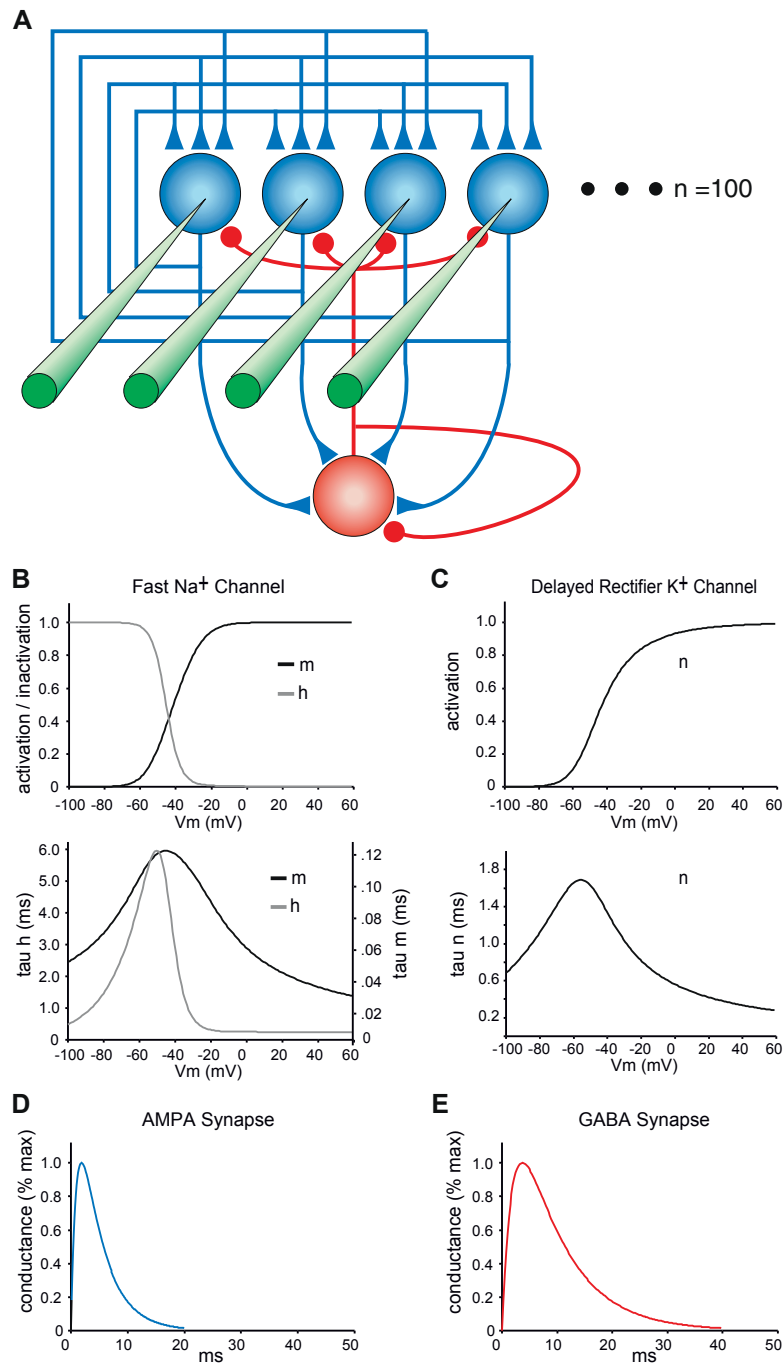 A
n =100
B
Fast Na+ Channel
activation / inactivation
1.0
0.8
0.6
0.4
0.2
0
m
h
-100 -80 -60 -40 -20 0 20 40 60
Vm (mV)
tau h (ms)
6.0
5.0
4.0
3.0
2.0
1.0
0
m
h
.12
.10
.08
.06
.04
.02
0
tau m (ms)
-100 -80 -60 -40 -20 0 20 40 60
Vm (mV)
C
Delayed Rectifier K+ Channel
activation
1.0
0.8
0.6
0.4
0.2
0
n
-100 -80 -60 -40 -20 0 20 40 60
Vm (mV)
tau n (ms)
1.8
1.4
1.0
0.6
0.2
n
-100 -80 -60 -40 -20 0 20 40 60
Vm (mV)
D
AMPA Synapse
conductance (% max)
1.0
0.8
0.6
0.4
0.2
0
0 10 20 30 40 50
ms
E
GABA Synapse
conductance (% max)
1.0
0.8
0.6
0.4
0.2
0
0 10 20 30 40 50
ms